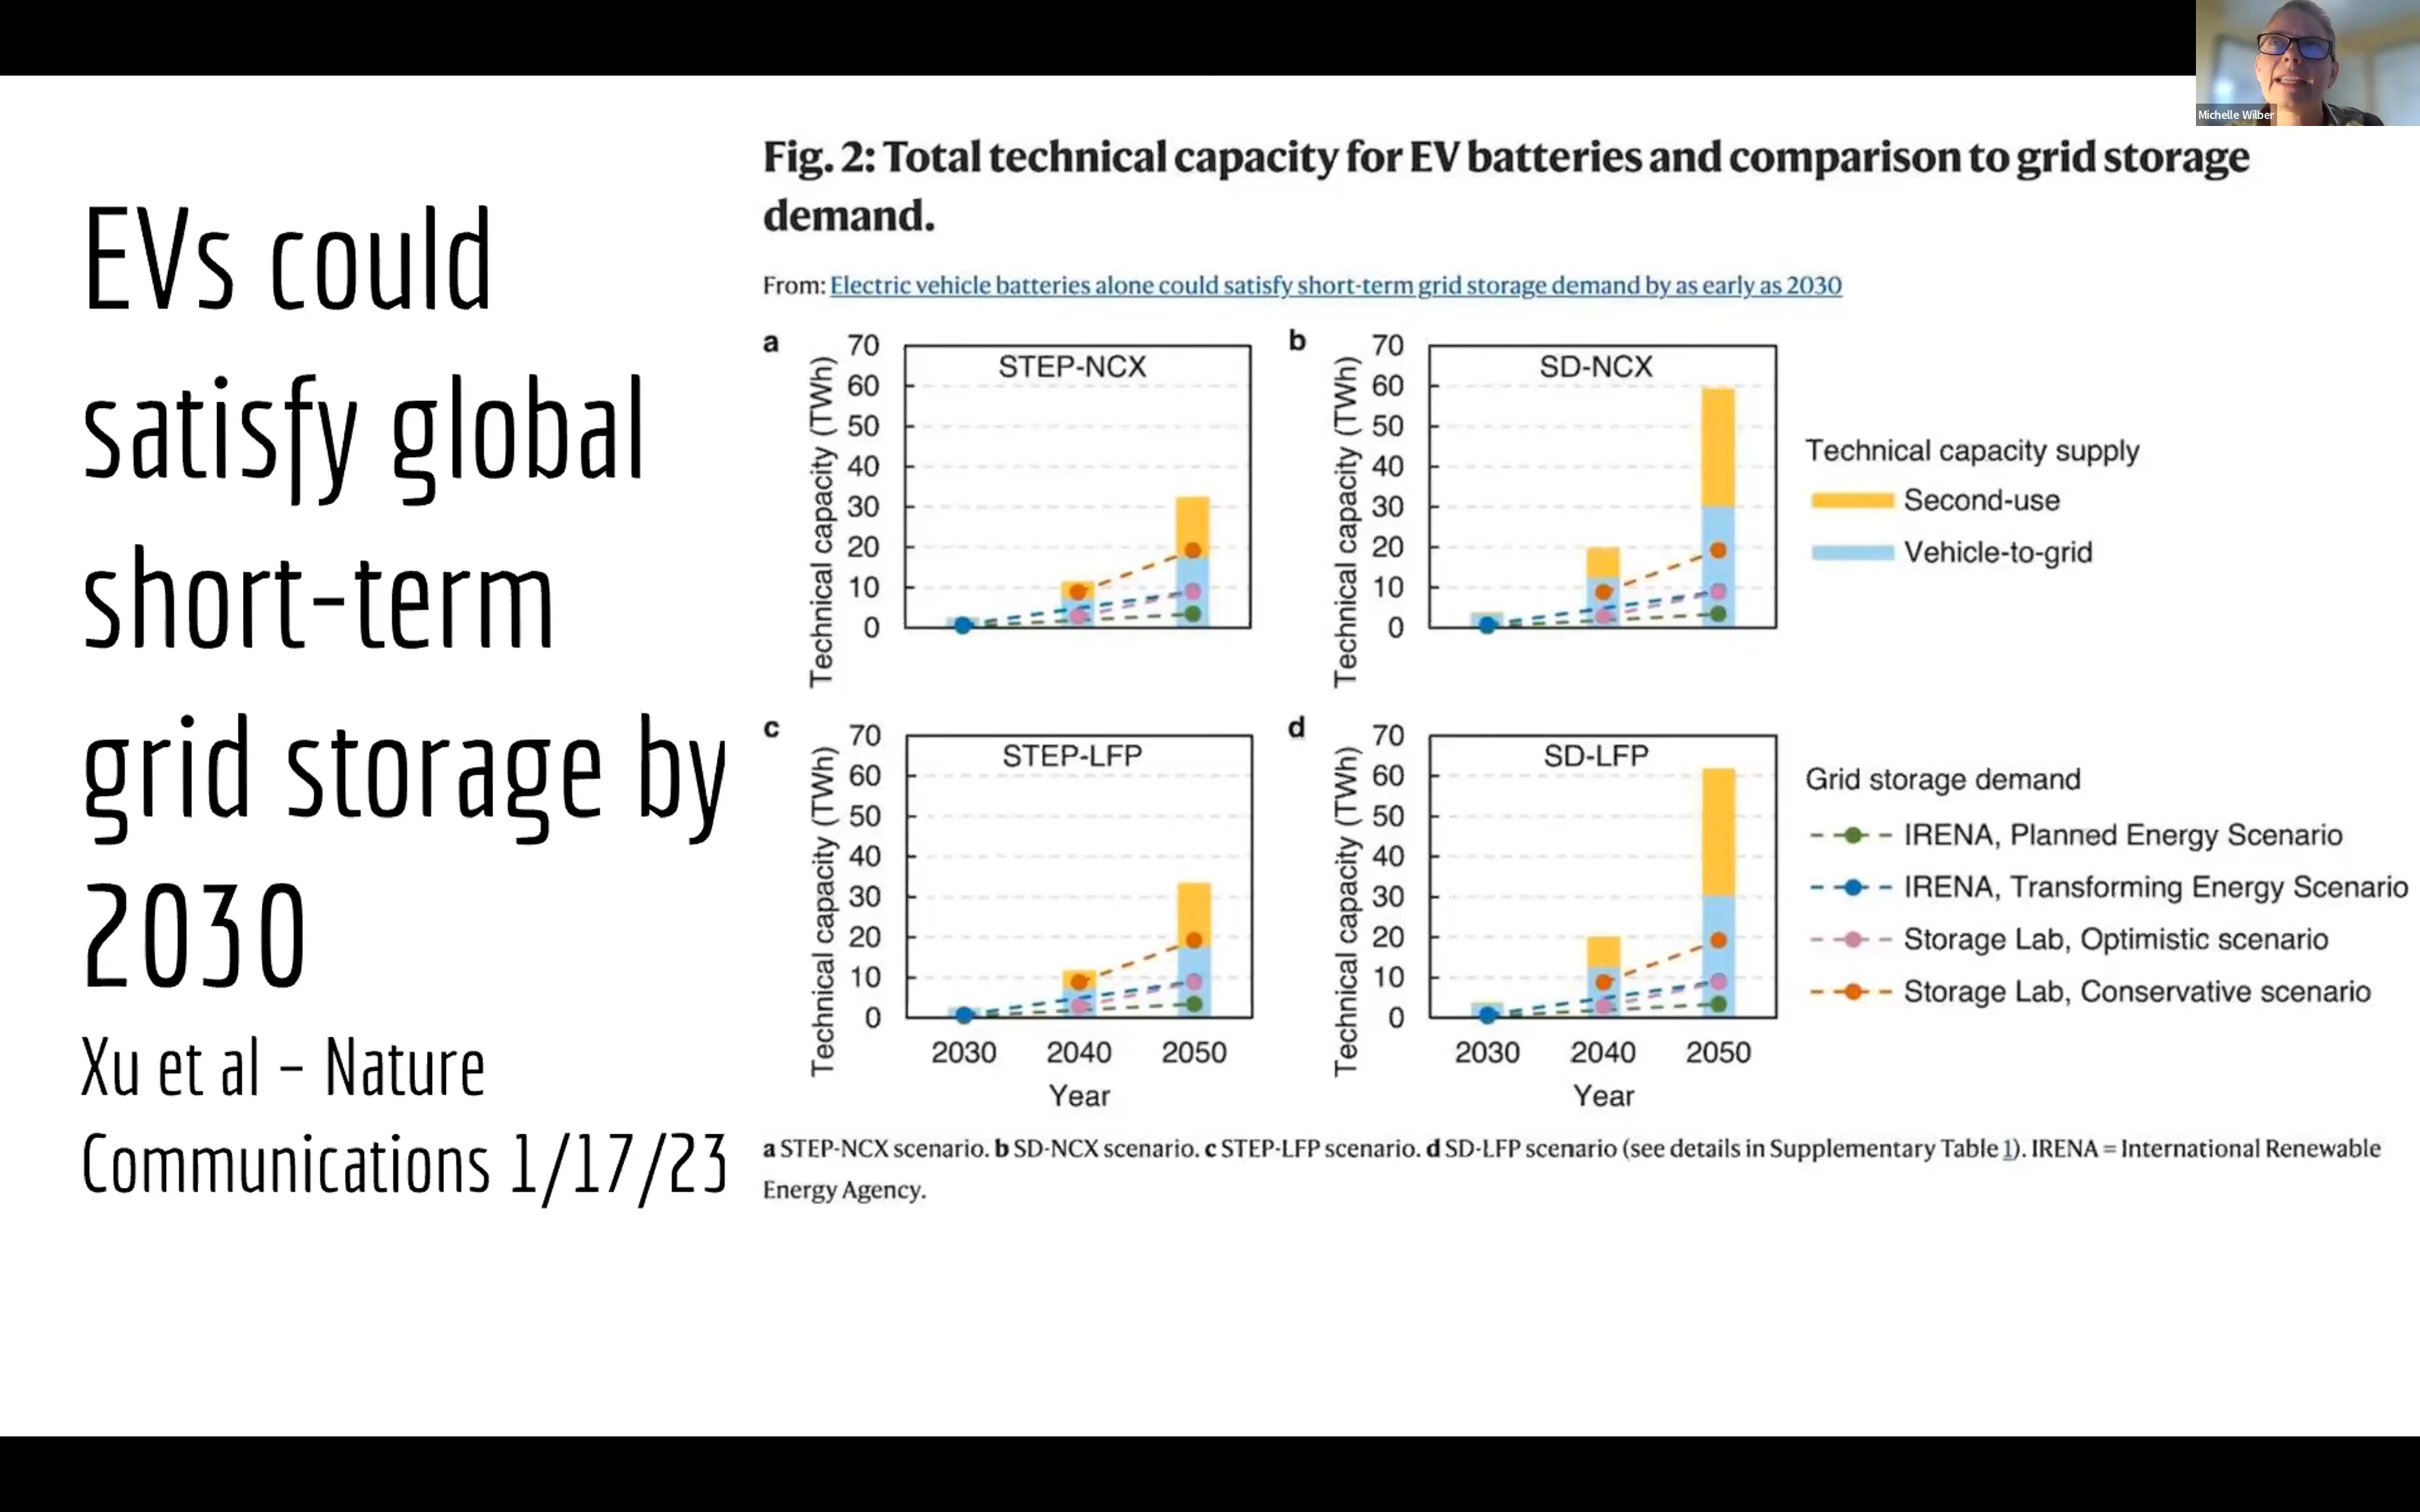 Michelle Wilber
EVs could
satisfy global
short-term
grid storage by
2030
Xu et al – Nature
Communications 1/17/23
Fig. 2: Total technical capacity for EV batteries and comparison to grid storage
demand.
From: Electric vehicle batteries alone could satisfy short-term grid storage demand by as early as 2030
a
Technical capacity (TWh)
70
60
50
40
30
20
10
0
STEP-NCX
b
Technical capacity (TWh)
70
60
50
40
30
20
10
0
SD-NCX
Technical capacity supply
Second-use
Vehicle-to-grid
c
Technical capacity (TWh)
70
60
50
40
30
20
10
0
STEP-LFP
2030 2040 2050
Year
d
Technical capacity (TWh)
70
60
50
40
30
20
10
0
SD-LFP
2030 2040 2050
Year
Grid storage demand
IRENA, Planned Energy Scenario
IRENA, Transforming Energy Scenario
Storage Lab, Optimistic scenario
Storage Lab, Conservative scenario
a STEP-NCX scenario. b SD-NCX scenario. c STEP-LFP scenario. d SD-LFP scenario (see details in Supplementary Table 1). IRENA = International Renewable
Energy Agency.